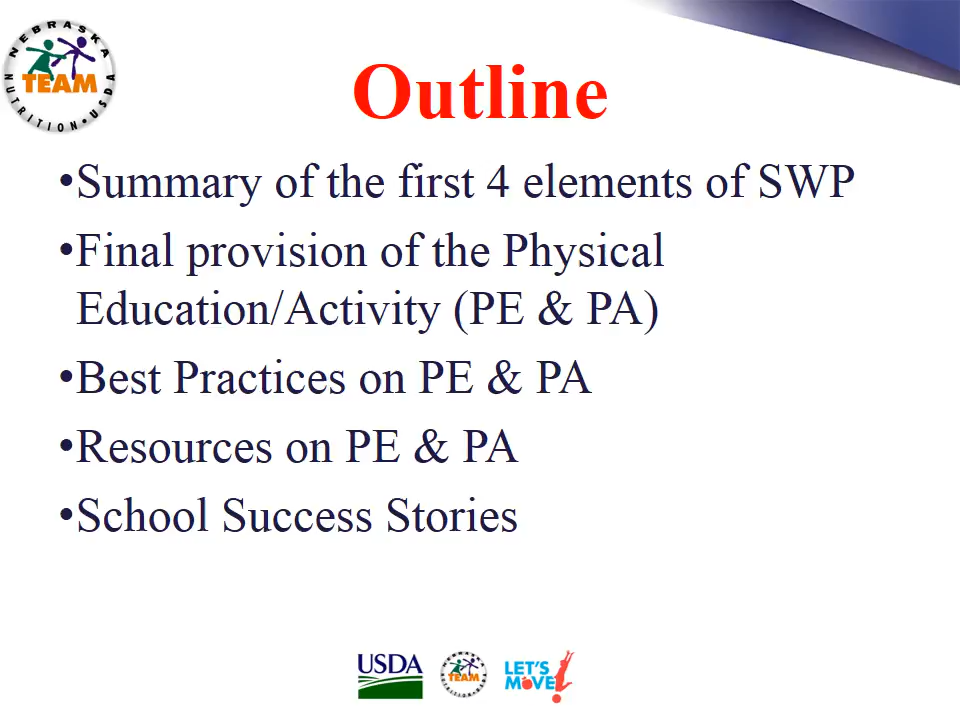 NEBRASKA
TEAM
NUTRITION • USDA
Outline
•Summary of the first 4 elements of SWP
•Final provision of the Physical
Education/Activity (PE & PA)
•Best Practices on PE & PA
•Resources on PE & PA
•School Success Stories
USDA
TEAM
LET'S
MOVE!